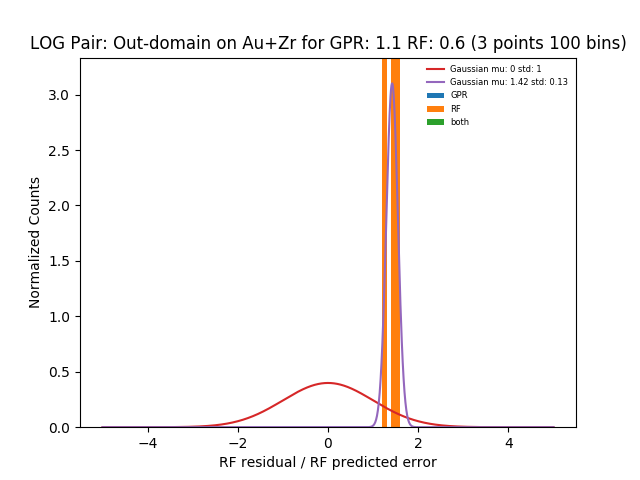 LOG Pair: Out-domain on Au+Zr for GPR: 1.1 RF: 0.6 (3 points 100 bins)
Gaussian mu: 0 std: 1
Gaussian mu: 1.42 std: 0.13
GPR
RF
both
Normalized Counts
3.0
2.5
2.0
1.5
1.0
0.5
0.0
−4
−2
0
2
4
RF residual / RF predicted error